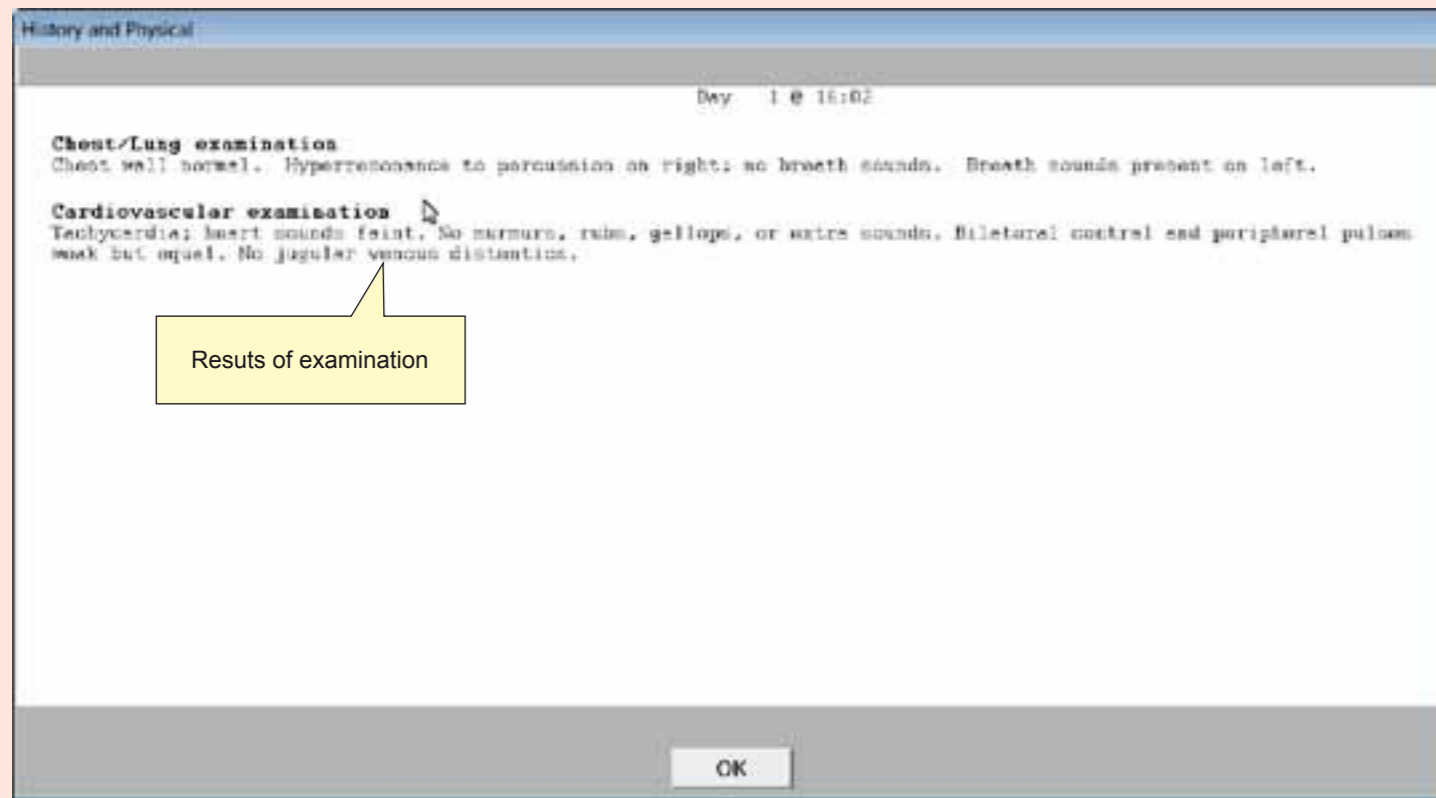 History and Physical
Day 1 @ 16:02
Chest/Lung examination
Chest wall normal. Hyperresonance to percussion on right; no breath sounds. Breath sounds present on left.
Cardiovascular examination
Tachycardia; heart sounds faint. No murmurs, rubs, gallops, or extra sounds. Bilateral central and peripheral pulses
weak but equal. No jugular venous distention.
Resuts of examination
OK